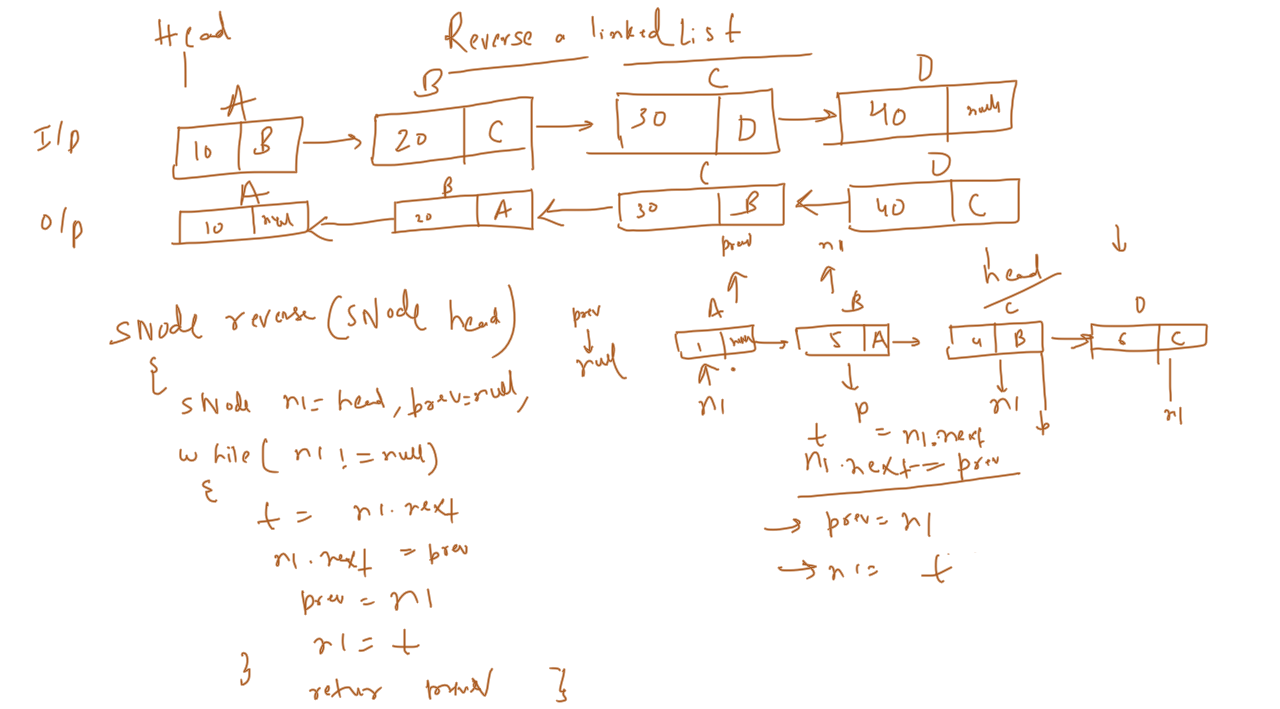 Head
Reverse a linked List
A B C D
I/p 10 B 20 C 30 D 40 null
A B C D
O/p 10 null 20 A 30 B 40 C
prev n1
head
A B C D
1 null 5 A 4 B 6 C
n1 p n1 p n1
prev
null
SNode reverse (SNode head)
{
SNode n1 = head, prev=null,
while ( n1 != null)
{
t = n1.next
n1.next = prev
prev = n1
n1 = t
}
retur }
t = n1.next
n1.next = prev
→ prev = n1
→ n1= t